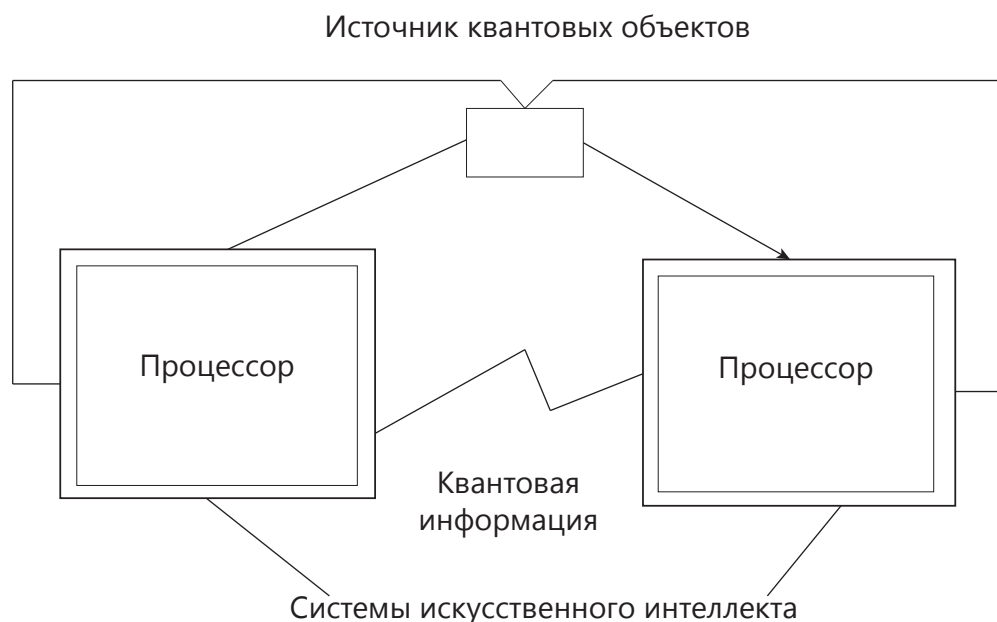 Источник квантовых объектов
Процессор
Процессор
Квантовая
информация
Системы искусственного интеллекта